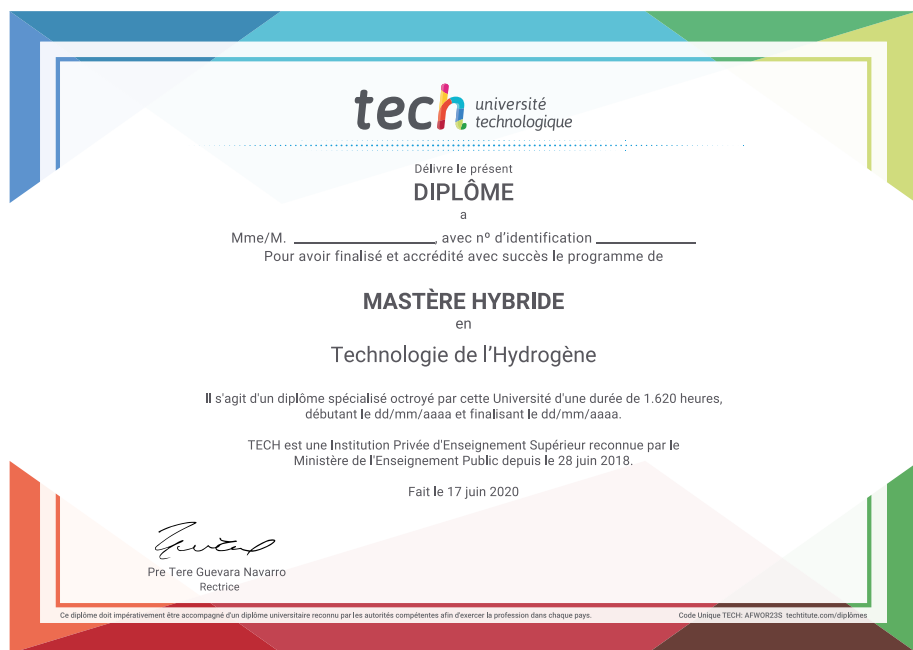 tech université
technologique
Délivre le présent
DIPLÔME
a
Mme/M. ____________, avec nº d'identification ____________
Pour avoir finalisé et accrédité avec succès le programme de
MASTÈRE HYBRIDE
en
Technologie de l'Hydrogène
Il s'agit d'un diplôme spécialisé octroyé par cette Université d'une durée de 1.620 heures,
débutant le dd/mm/aaaa et finalisant le dd/mm/aaaa.
TECH est une Institution Privée d'Enseignement Supérieur reconnue par le
Ministère de l'Enseignement Public depuis le 28 juin 2018.
Fait le 17 juin 2020
Pre Tere Guevara Navarro
Rectrice
Ce diplôme doit impérativement être accompagné d'un diplôme universitaire reconnu par les autorités compétentes afin d'exercer la profession dans chaque pays.
Code Unique TECH: AFWOR23S techtitute.com/diplômes